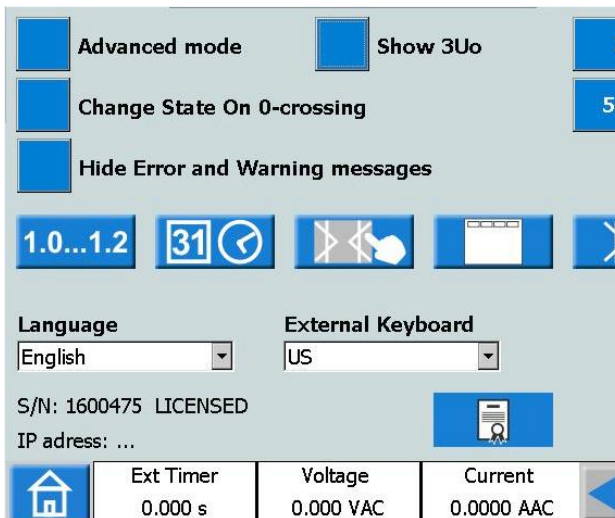 Advanced mode Show 3Uo
Change State On 0-crossing 5
Hide Error and Warning messages
1.0...1.2 31
Language External Keyboard
English US
S/N: 1600475 LICENSED
IP adress: ...
Ext Timer Voltage Current
0.000 s 0.000 VAC 0.0000 AAC